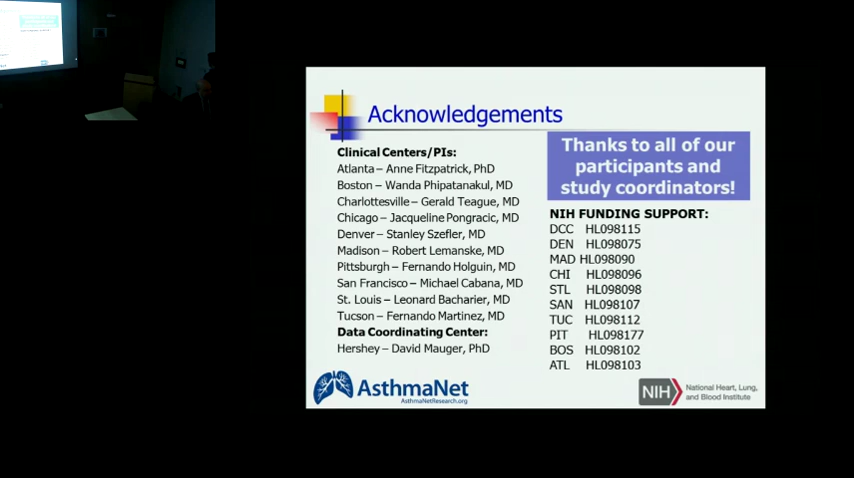 Acknowledgements
Clinical Centers/PIs:
Atlanta – Anne Fitzpatrick, PhD
Boston – Wanda Phipatanakul, MD
Charlottesville – Gerald Teague, MD
Chicago – Jacqueline Pongracic, MD
Denver – Stanley Szefler, MD
Madison – Robert Lemanske, MD
Pittsburgh – Fernando Holguin, MD
San Francisco – Michael Cabana, MD
St. Louis – Leonard Bacharier, MD
Tucson – Fernando Martinez, MD
Data Coordinating Center:
Hershey – David Mauger, PhD
AsthmaNet
AsthmaNetResearch.org
Thanks to all of our
participants and
study coordinators!
NIH FUNDING SUPPORT:
DCC HL098115
DEN HL098075
MAD HL098090
CHI HL098096
STL HL098098
SAN HL098107
TUC HL098112
PIT HL098177
BOS HL098102
ATL HL098103
NIH
National Heart, Lung,
and Blood Institute